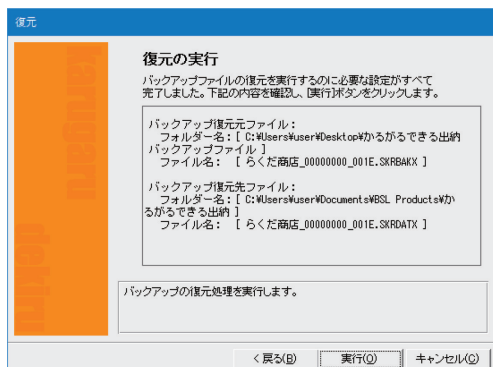 復元
karugaru
dekiru
復元の実行
バックアップファイルの復元を実行するのに必要な設定がすべて
完了しました。下記の内容を確認し、[実行]ボタンをクリックします。
バックアップ復元元ファイル:
フォルダー名:[ C:¥Users¥user¥Desktop¥かるがるできる出納
バックアップファイル ]
ファイル名: [ らくだ商店_00000000_001E.SKRBAKX ]
バックアップ復元先ファイル:
フォルダー名:[ C:¥Users¥user¥Documents¥BSL Products¥か
るがるできる出納 ]
ファイル名: [ らくだ商店_00000000_001E.SKRDATX ]
バックアップの復元処理を実行します。
< 戻る(B) 実行(O) キャンセル(C)